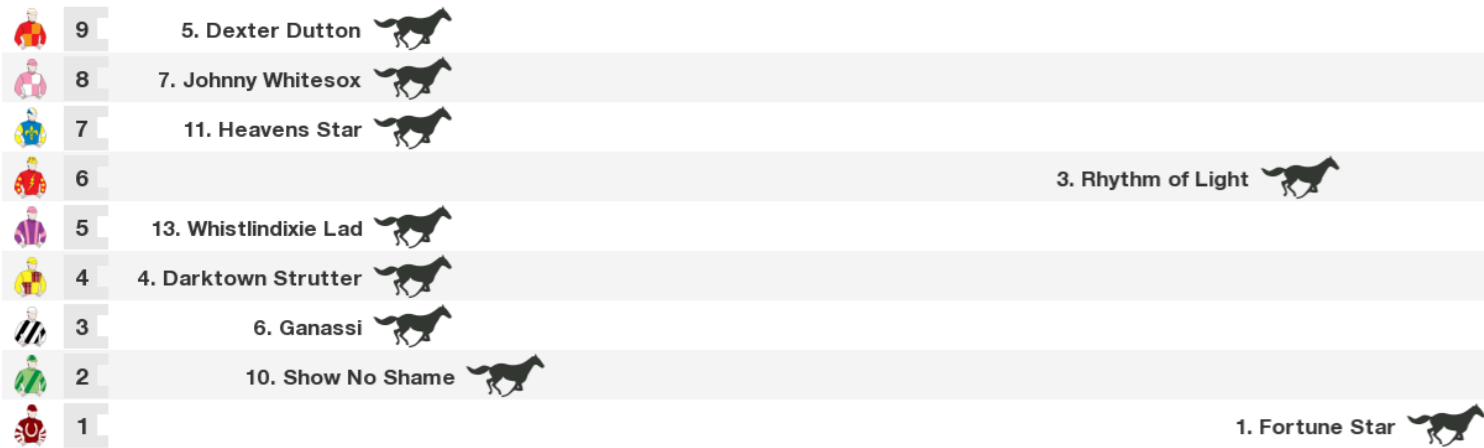 9 5. Dexter Dutton
8 7. Johnny Whitesox
7 11. Heavens Star
6 3. Rhythm of Light
5 13. Whistlindixie Lad
4 4. Darktown Strutter
3 6. Ganassi
2 10. Show No Shame
1 1. Fortune Star